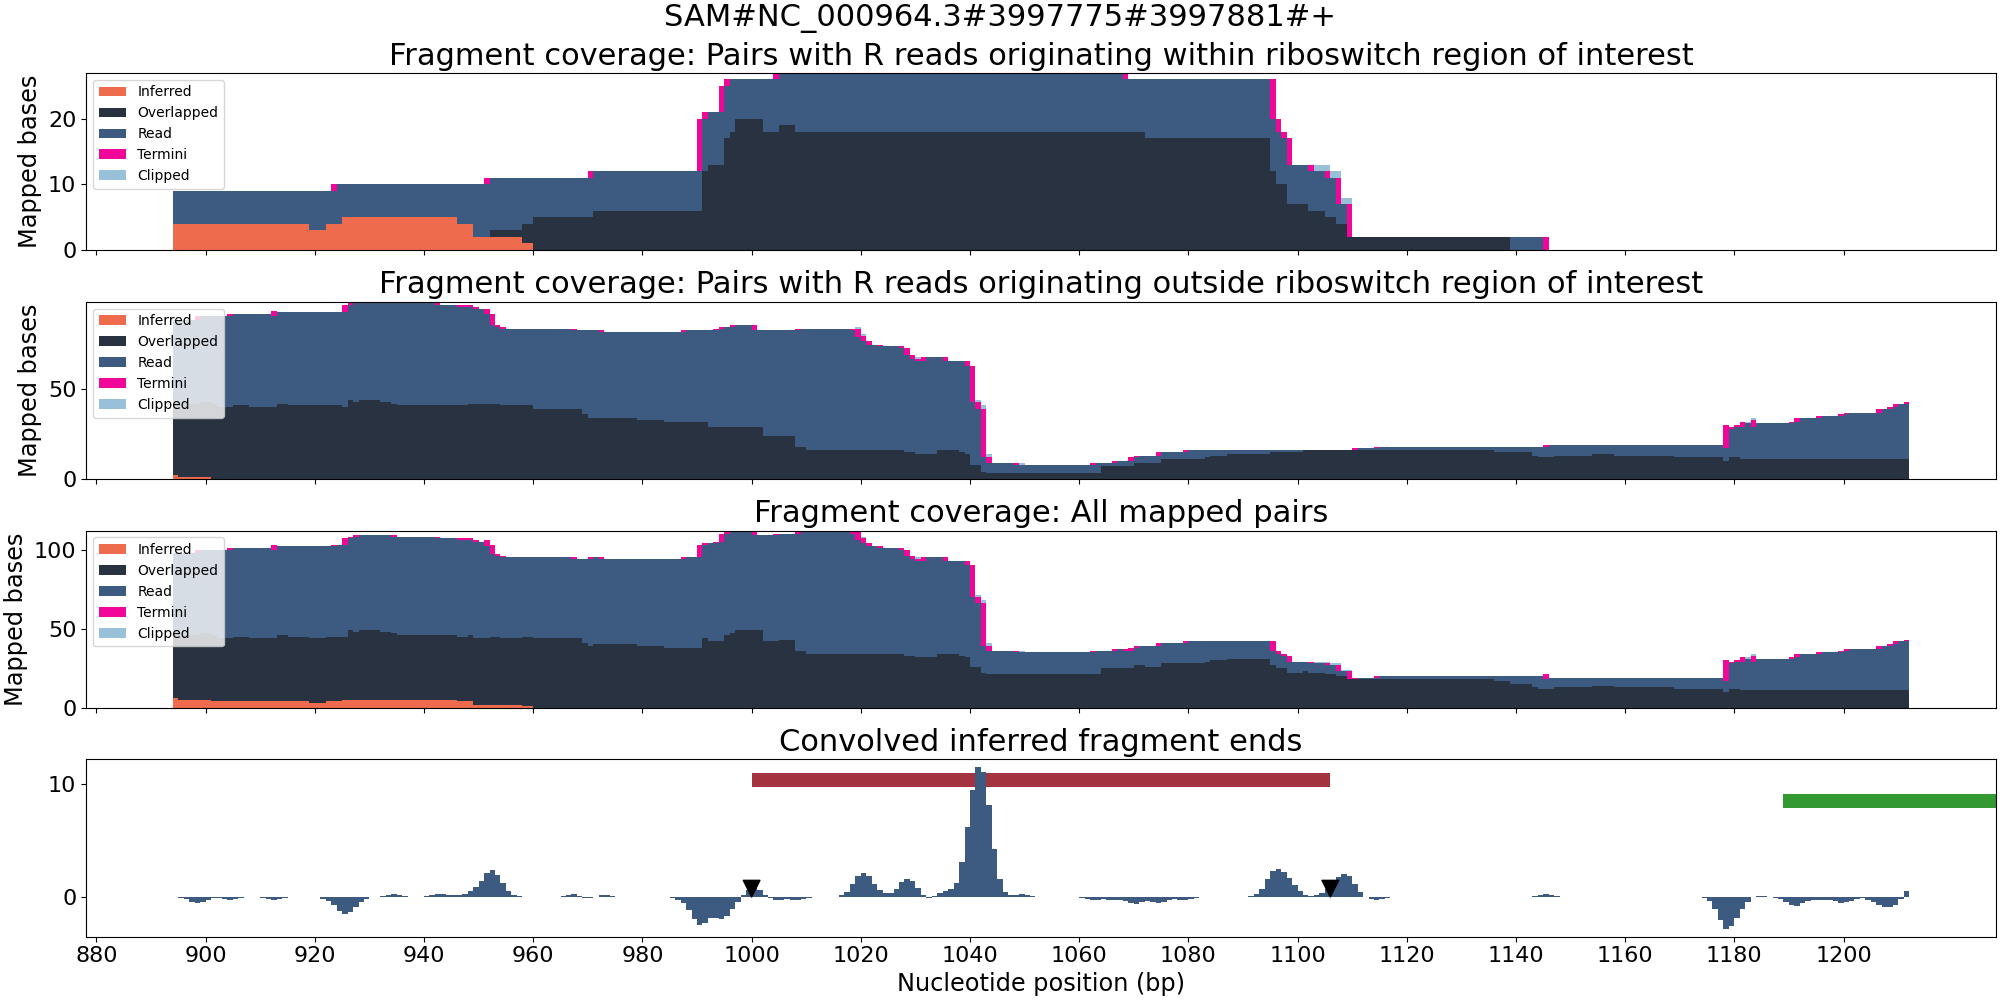 SAM#NC_000964.3#3997775#3997881#+
Fragment coverage: Pairs with R reads originating within riboswitch region of interest
Mapped bases
20
10
0
Inferred
Overlapped
Read
Termini
Clipped
Fragment coverage: Pairs with R reads originating outside riboswitch region of interest
Mapped bases
50
0
Inferred
Overlapped
Read
Termini
Clipped
Fragment coverage: All mapped pairs
Mapped bases
100
50
0
Inferred
Overlapped
Read
Termini
Clipped
Convolved inferred fragment ends
10
0
880 900 920 940 960 980 1000 1020 1040 1060 1080 1100 1120 1140 1160 1180 1200
Nucleotide position (bp)